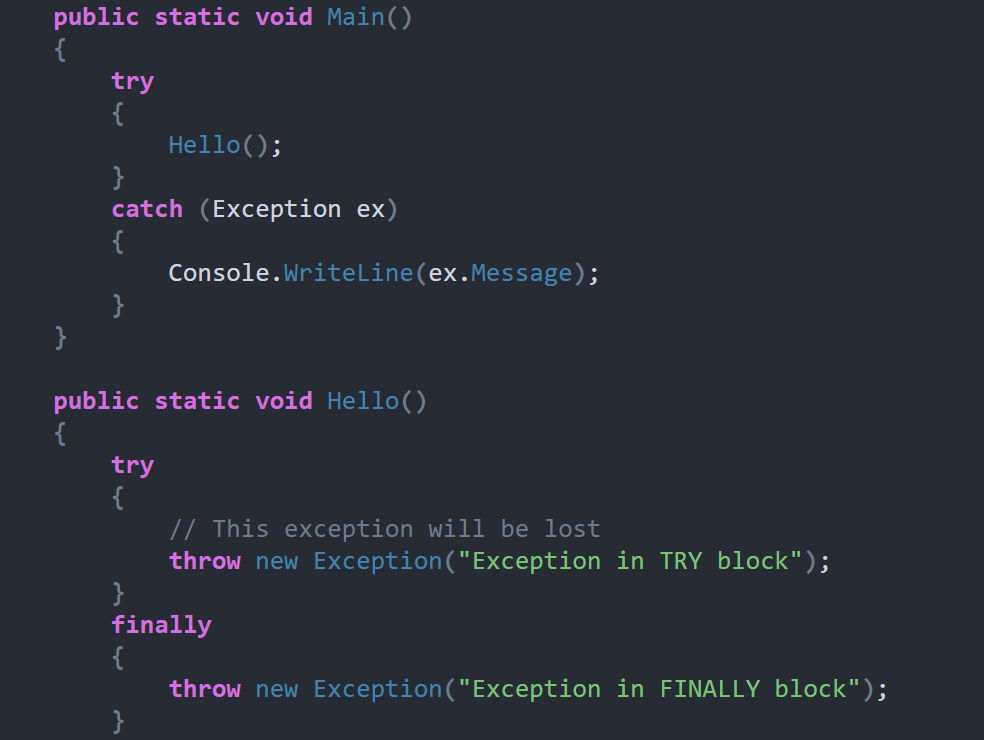 public static void Main()
{
    try
    {
        Hello();
    }
    catch (Exception ex)
    {
        Console.WriteLine(ex.Message);
    }
}

public static void Hello()
{
    try
    {
        // This exception will be lost
        throw new Exception("Exception in TRY block");
    }
    finally
    {
        throw new Exception("Exception in FINALLY block");
    }